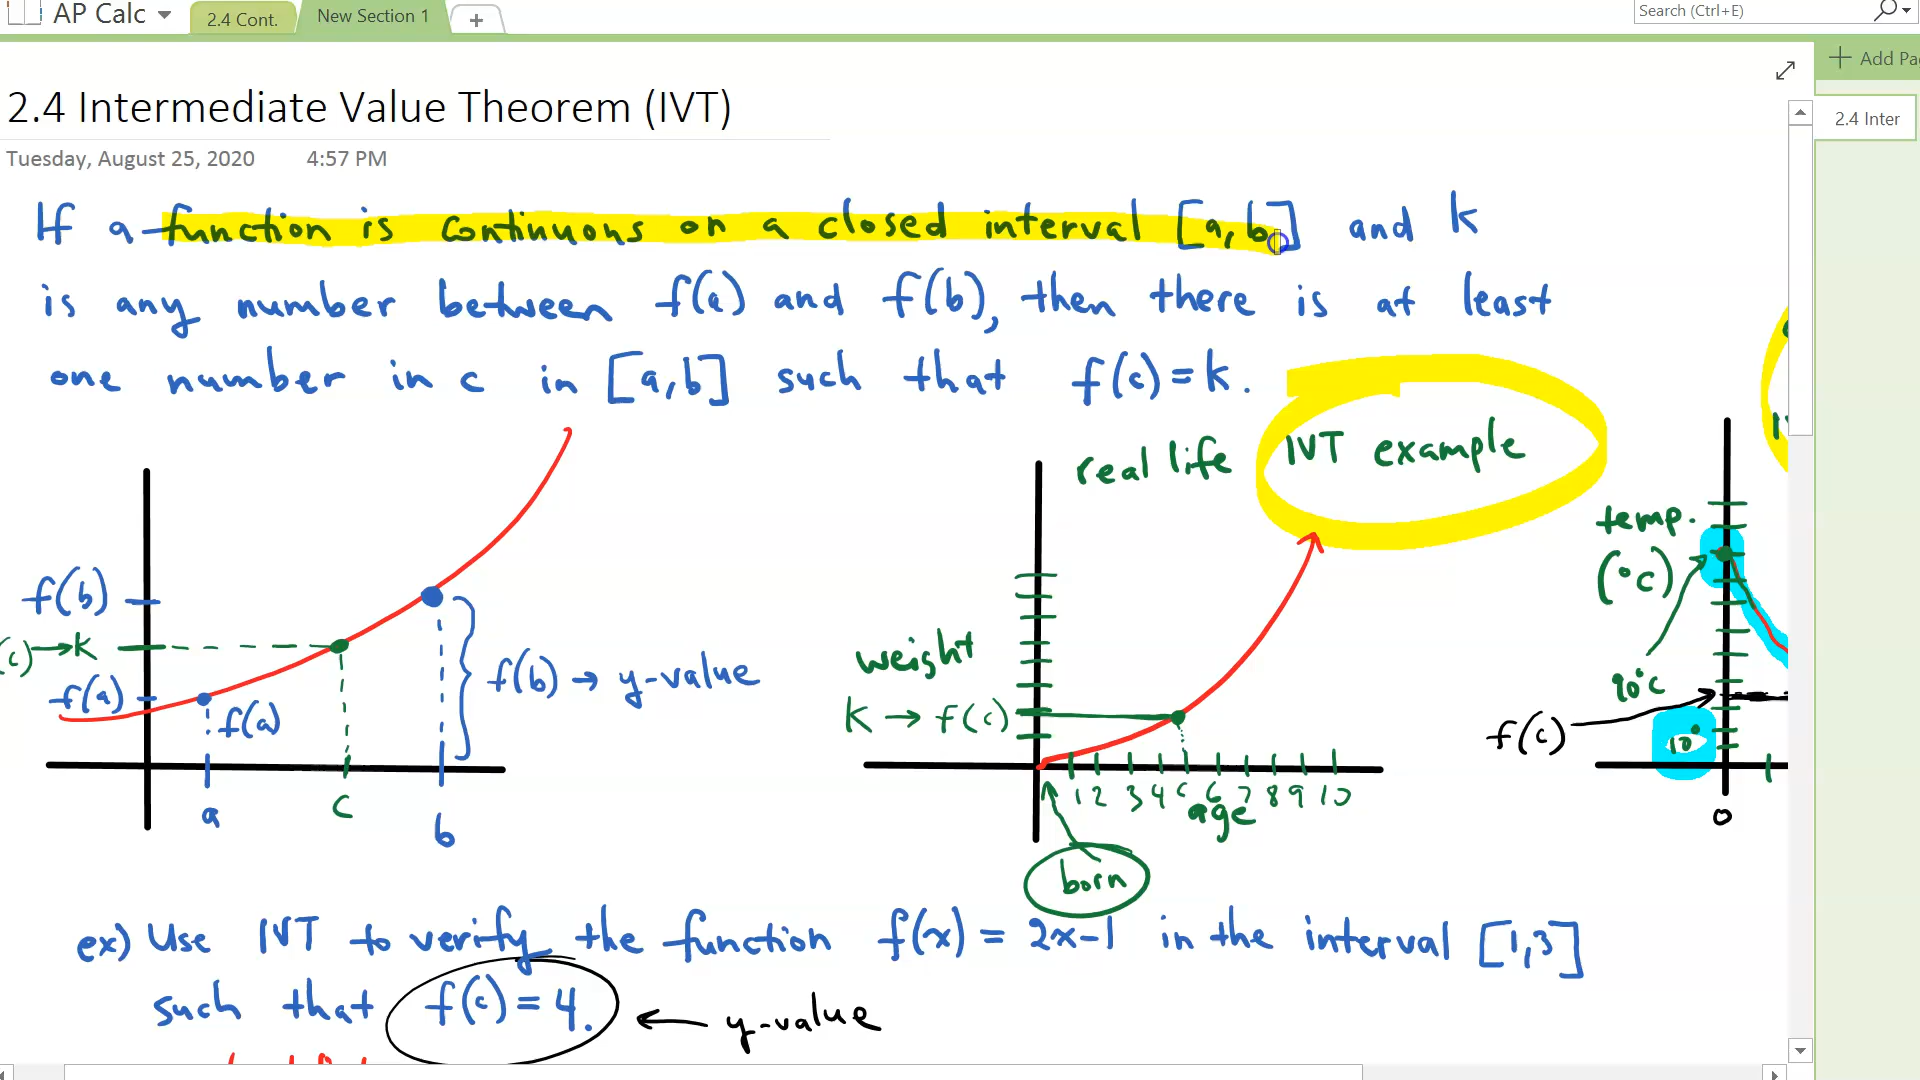 AP Calc
2.4 Cont.
New Section 1
+
Search (Ctrl+E)
Add Pa
2.4 Inter
2.4 Intermediate Value Theorem (IVT)
Tuesday, August 25, 2020 4:57 PM
If a function is continuous on a closed interval [a,b] and k
is any number between f(a) and f(b), then there is at least
one number in c in [a,b] such that f(c)=k.
real life IVT example
f(b)
(c)→k
f(a)
f(a)
f(b) → y-value
a
c
b
weight
k → f(c)
1 2 3 4 5 6 7 8 9 10
age
born
temp.
(°C)
90°C
f(c)
10°
0
ex) Use IVT to verify the function f(x) = 2x-1 in the interval [1,3]
such that f(c) = 4. ← y-value